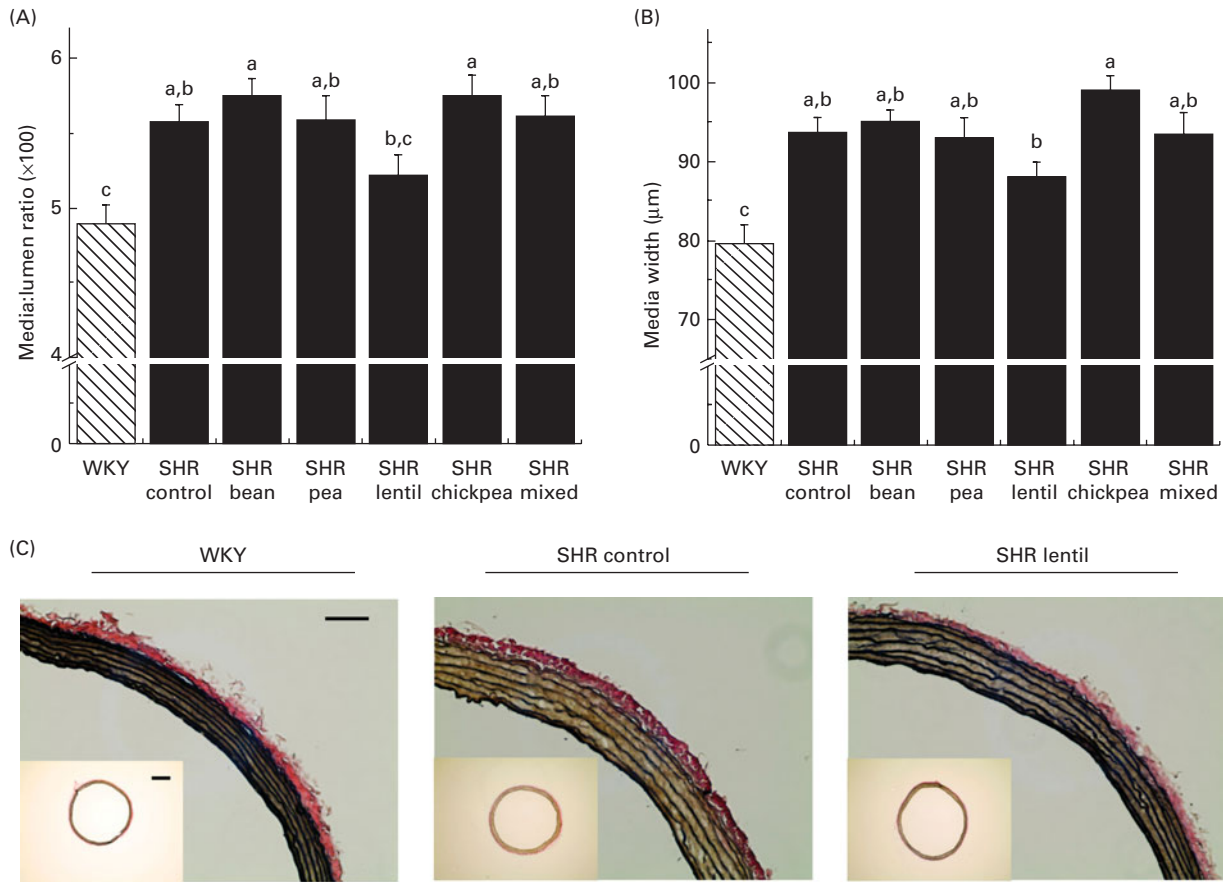 (A)
Media:lumen ratio (×100)
6
5
4
0
c
a,b
a
a,b
b,c
a
a,b
WKY
SHR control
SHR bean
SHR pea
SHR lentil
SHR chickpea
SHR mixed
(B)
Media width (μm)
100
90
80
70
0
c
a,b
a,b
a,b
b
a
a,b
WKY
SHR control
SHR bean
SHR pea
SHR lentil
SHR chickpea
SHR mixed
(C)
WKY
SHR control
SHR lentil